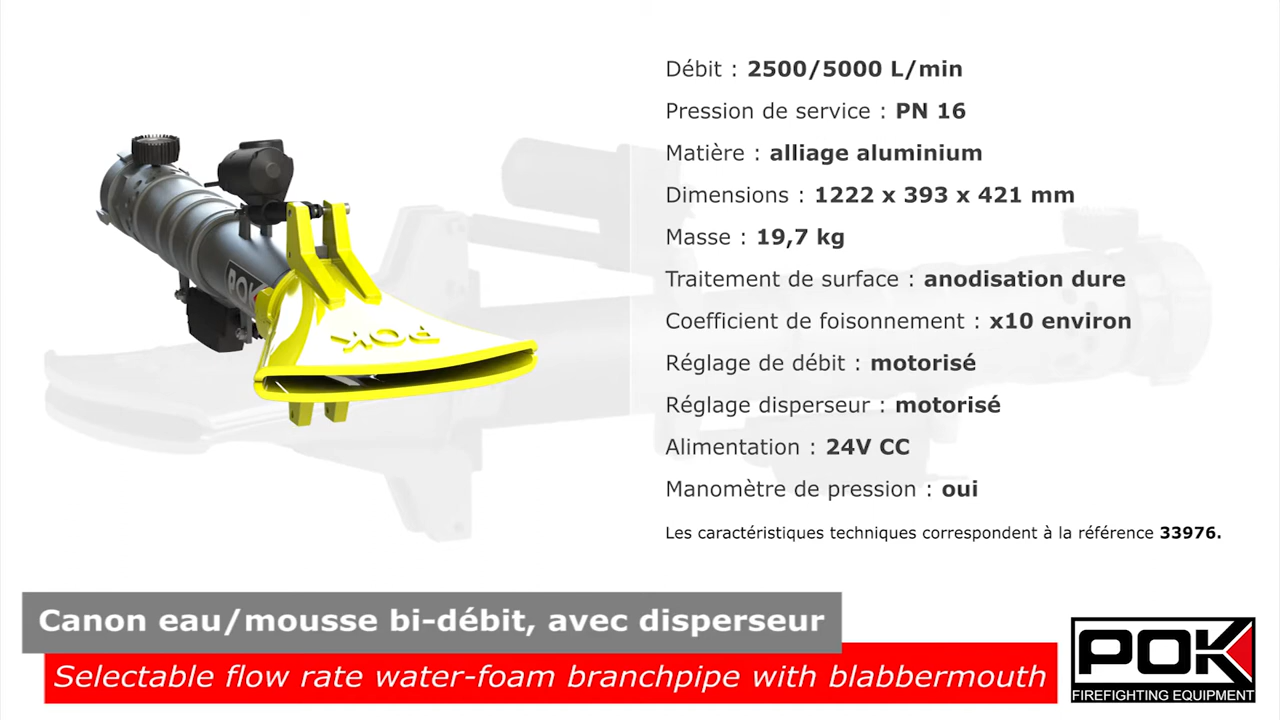 Débit : 2500/5000 L/min
Pression de service : PN 16
Matière : alliage aluminium
Dimensions : 1222 x 393 x 421 mm
Masse : 19,7 kg
Traitement de surface : anodisation dure
Coefficient de foisonnement : x10 environ
Réglage de débit : motorisé
Réglage disperseur : motorisé
Alimentation : 24V CC
Manomètre de pression : oui
Les caractéristiques techniques correspondent à la référence 33976.
POK
POK
Canon eau/mousse bi-débit, avec disperseur
Selectable flow rate water-foam branchpipe with blabbermouth
POK
FIREFIGHTING EQUIPMENT